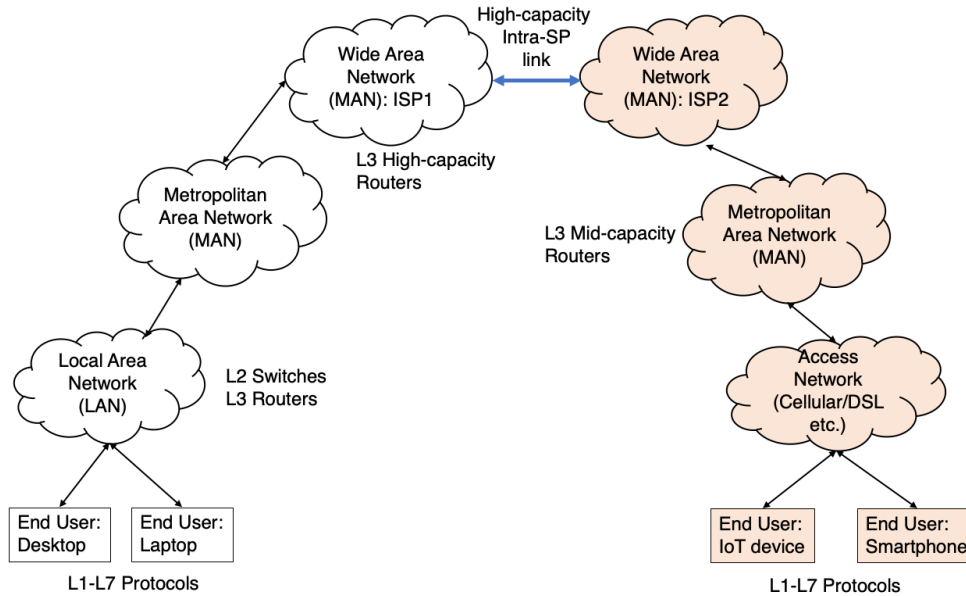 High-capacity
Intra-SP
link
Wide Area
Network
(MAN): ISP1
Wide Area
Network
(MAN): ISP2
L3 High-capacity
Routers
Metropolitan
Area Network
(MAN)
L3 Mid-capacity
Routers
Metropolitan
Area Network
(MAN)
Local Area
Network
(LAN)
L2 Switches
L3 Routers
Access
Network
(Cellular/DSL
etc.)
End User:
Desktop
End User:
Laptop
End User:
IoT device
End User:
Smartphone
L1-L7 Protocols
L1-L7 Protocols